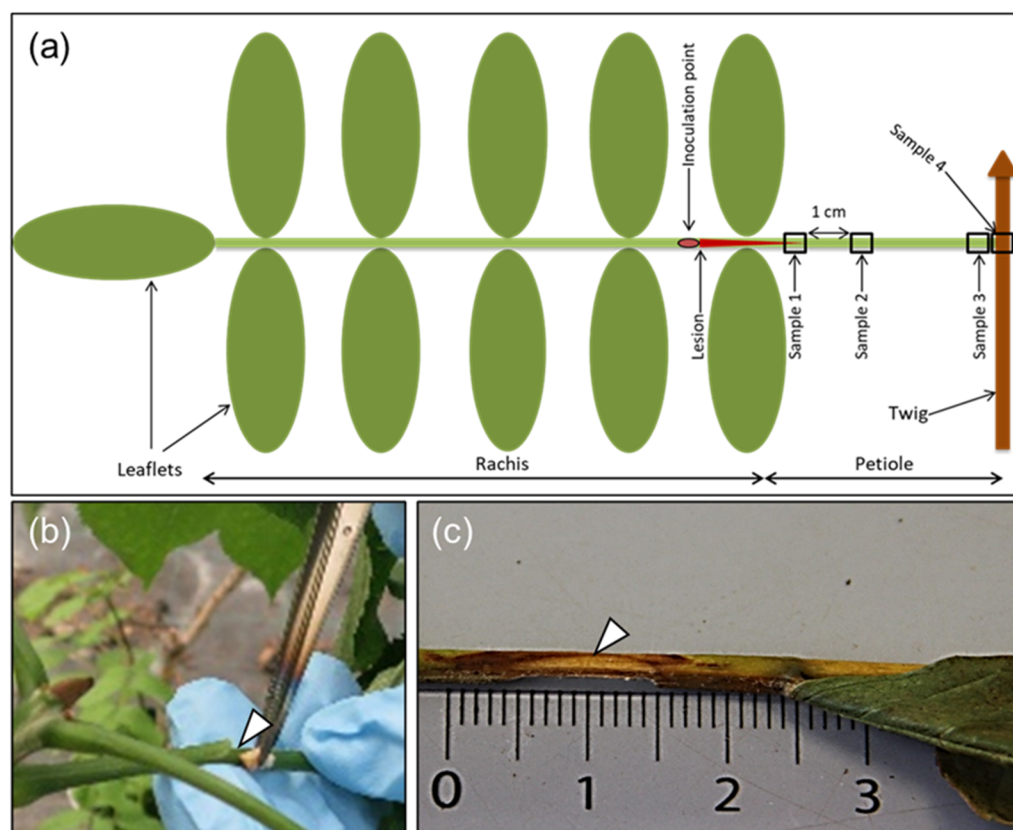 (a)
Inoculation point
Sample 4
1 cm
Lesion
Sample 1
Sample 2
Sample 3
Twig
Leaflets
Rachis
Petiole
(b)
(c)
0 1 2 3